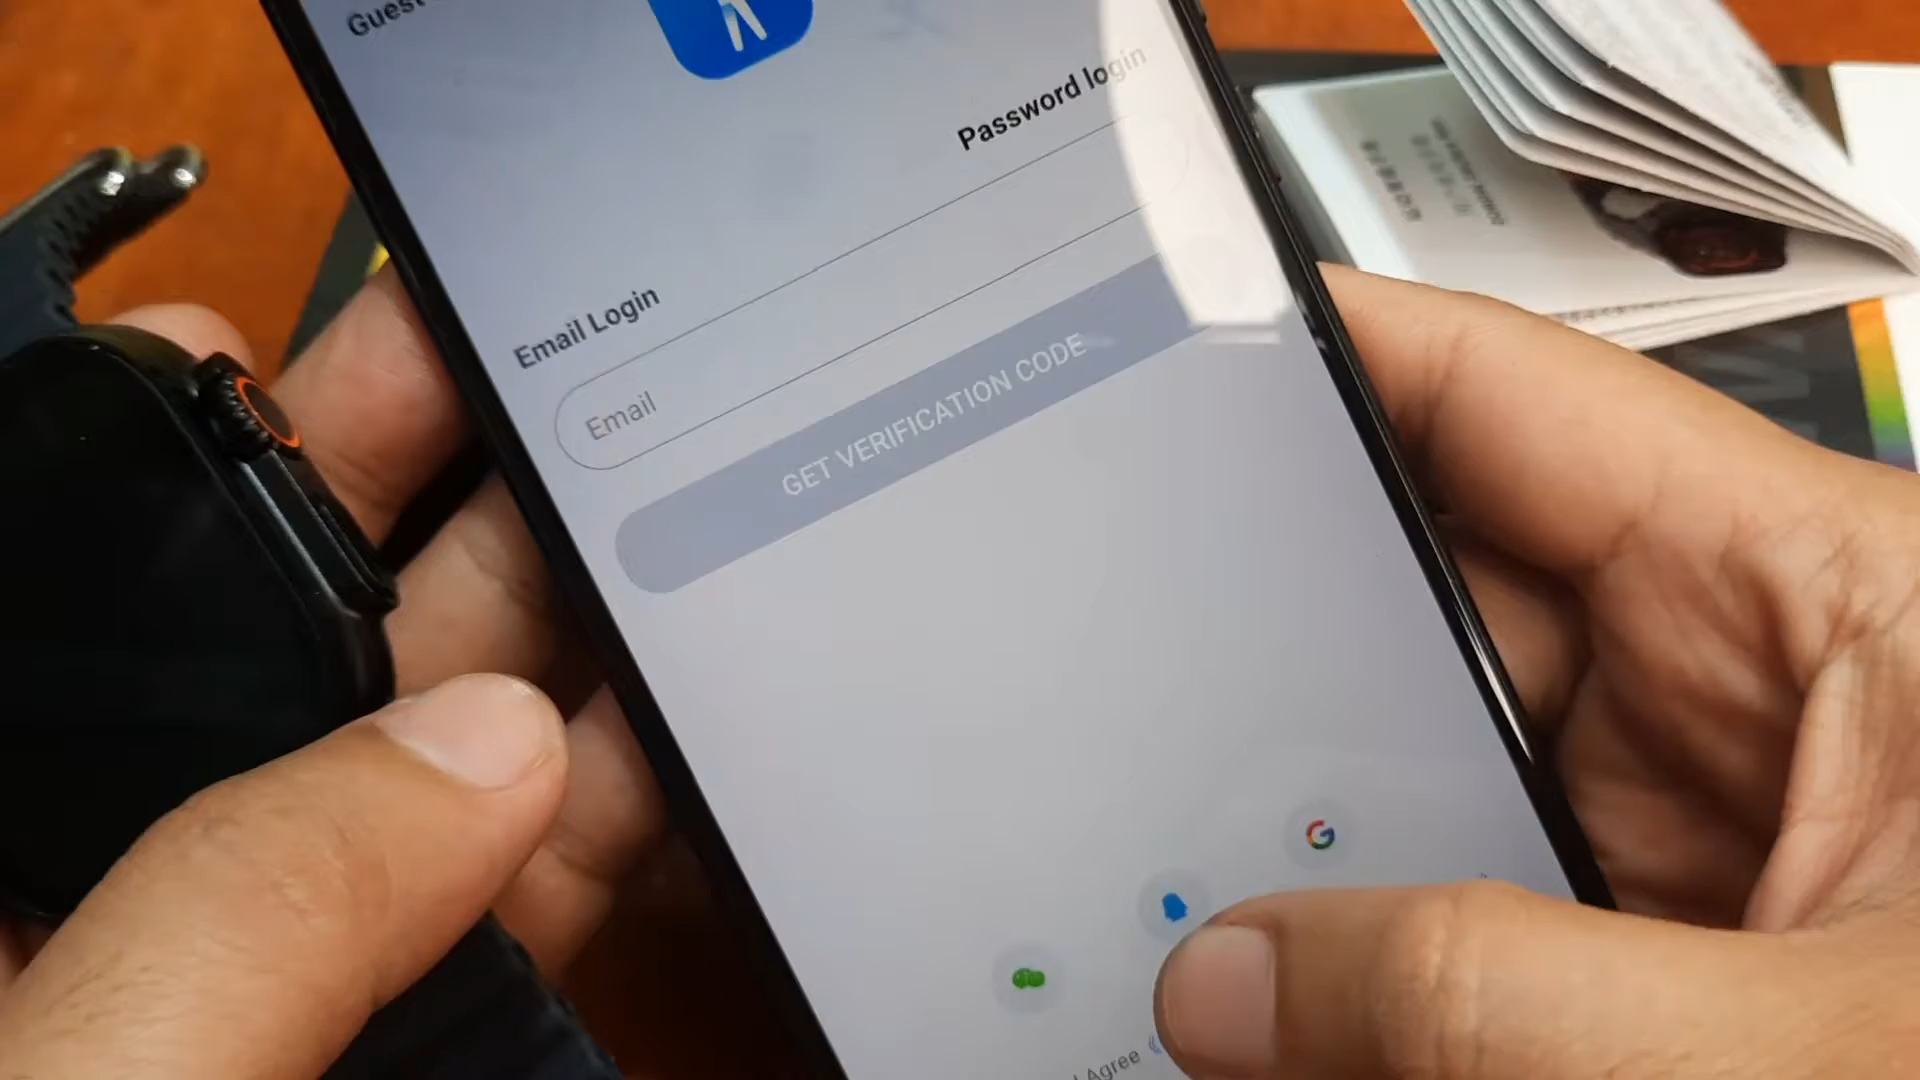 Guest
Password login
Email Login
Email
GET VERIFICATION CODE
Agree